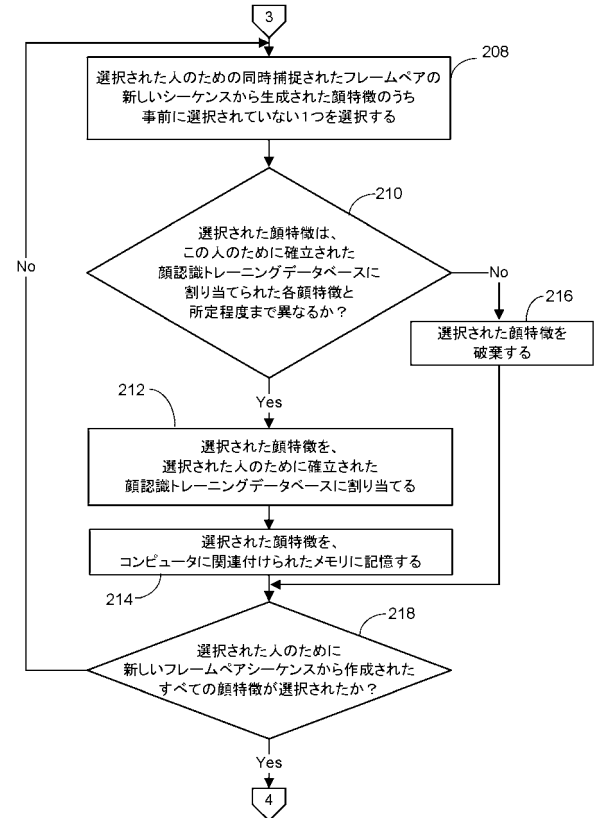 3
208
選択された人のための同時捕捉されたフレームペアの
新しいシーケンスから生成された顔特徴のうち
事前に選択されていない1つを選択する
210
選択された顔特徴は、
この人のために確立された
顔認識トレーニングデータベースに
割り当てられた各顔特徴と
所定程度まで異なるか？
No
No
216
選択された顔特徴を
破棄する
Yes
212
選択された顔特徴を、
選択された人のために確立された
顔認識トレーニングデータベースに割り当てる
選択された顔特徴を、
コンピュータに関連付けられたメモリに記憶する
214
218
選択された人のために
新しいフレームペアシーケンスから作成された
すべての顔特徴が選択されたか？
Yes
4